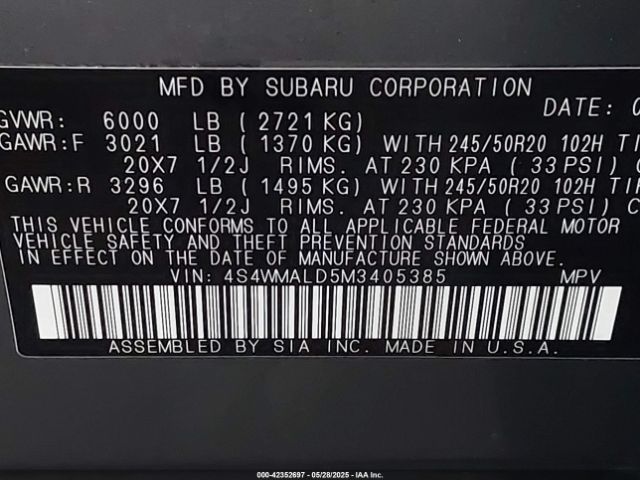 MFD BY SUBARU CORPORATION
GVWR: 6000 LB ( 2721 KG) DATE:
GAWR:F 3021 LB ( 1370 KG) WITH 245/50R20 102H
20X7 1/2J RIMS. AT 230 KPA ( 33 PSI)
GAWR:R 3296 LB ( 1495 KG) WITH 245/50R20 102H
20X7 1/2J RIMS. AT 230 KPA ( 33 PSI)
THIS VEHICLE CONFORMS TO ALL APPLICABLE FEDERAL MOTOR
VEHICLE SAFETY AND THEFT PREVENTION STANDARDS
IN EFFECT ON THE DATE OF MANUFACTURE SHOWN ABOVE.
VIN: 4S4WMALD5M3405385 MPV
ASSEMBLED BY SIA INC. MADE IN U.S.A.
000-42352697 - 05/28/2025 - IAA Inc.